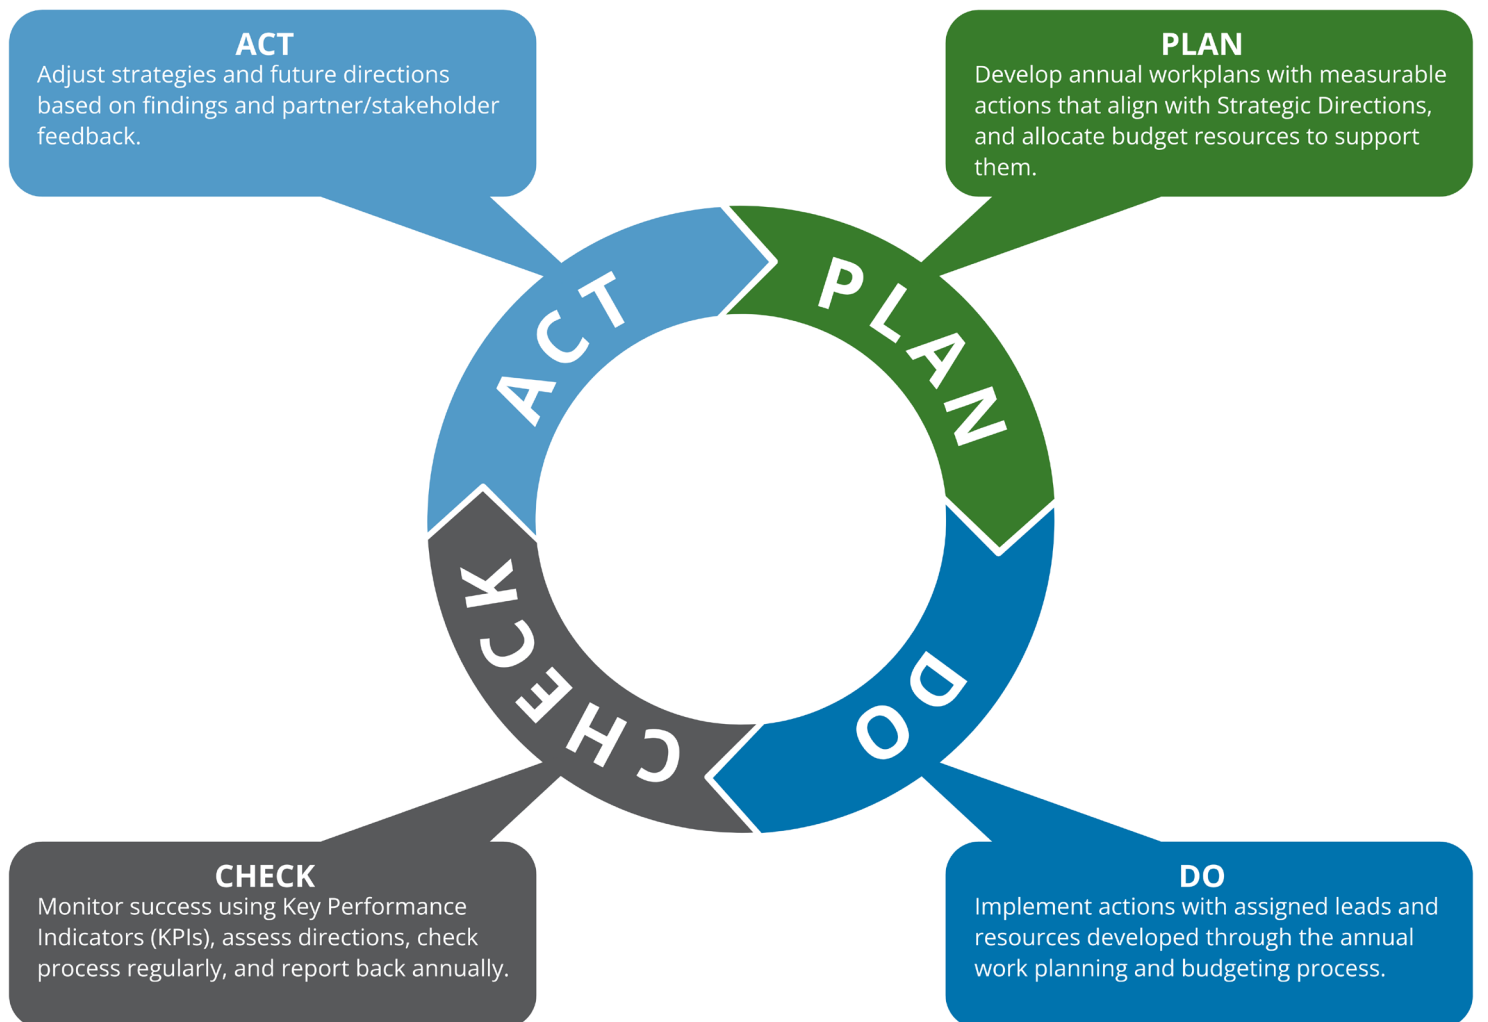 ACT
Adjust strategies and future directions
based on findings and partner/stakeholder
feedback.
PLAN
Develop annual workplans with measurable
actions that align with Strategic Directions,
and allocate budget resources to support
them.
ACT
PLAN
CHECK
DO
CHECK
Monitor success using Key Performance
Indicators (KPIs), assess directions, check
process regularly, and report back annually.
DO
Implement actions with assigned leads and
resources developed through the annual
work planning and budgeting process.